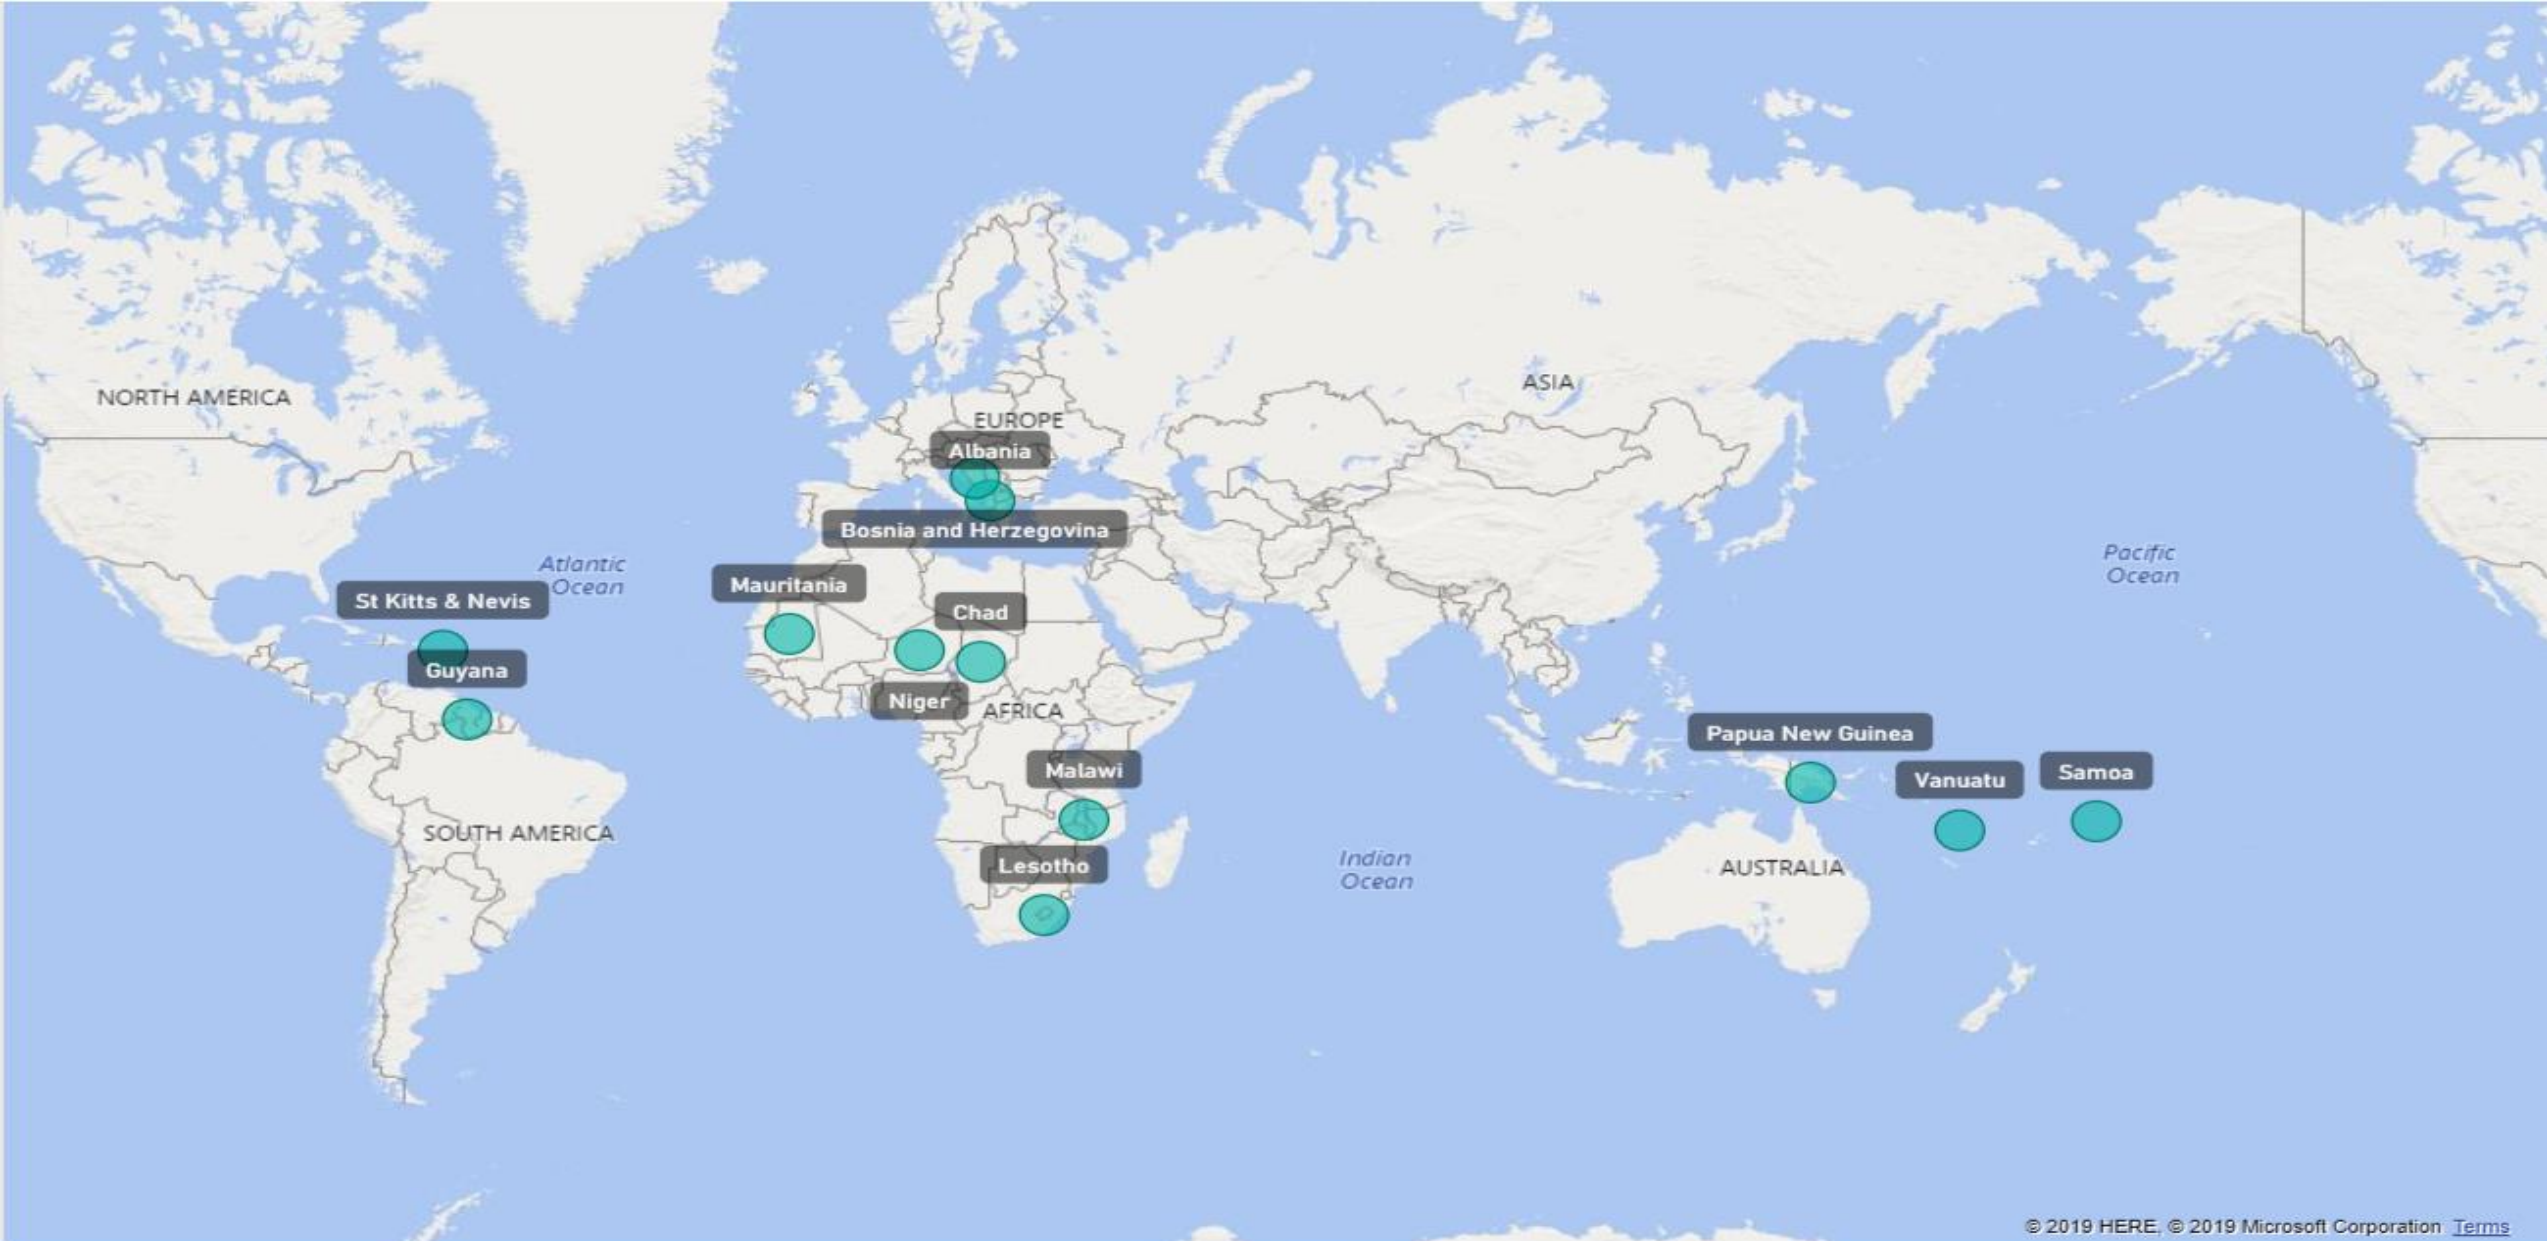 NORTH AMERICA
ASIA
EUROPE
Albania
Bosnia and Herzegovina
Atlantic
Ocean
Pacific
Ocean
Mauritania
St Kitts & Nevis
Chad
Guyana
Niger
AFRICA
Papua New Guinea
Malawi
Vanuatu
Samoa
SOUTH AMERICA
Lesotho
Indian
Ocean
AUSTRALIA
© 2019 HERE, © 2019 Microsoft Corporation Terms